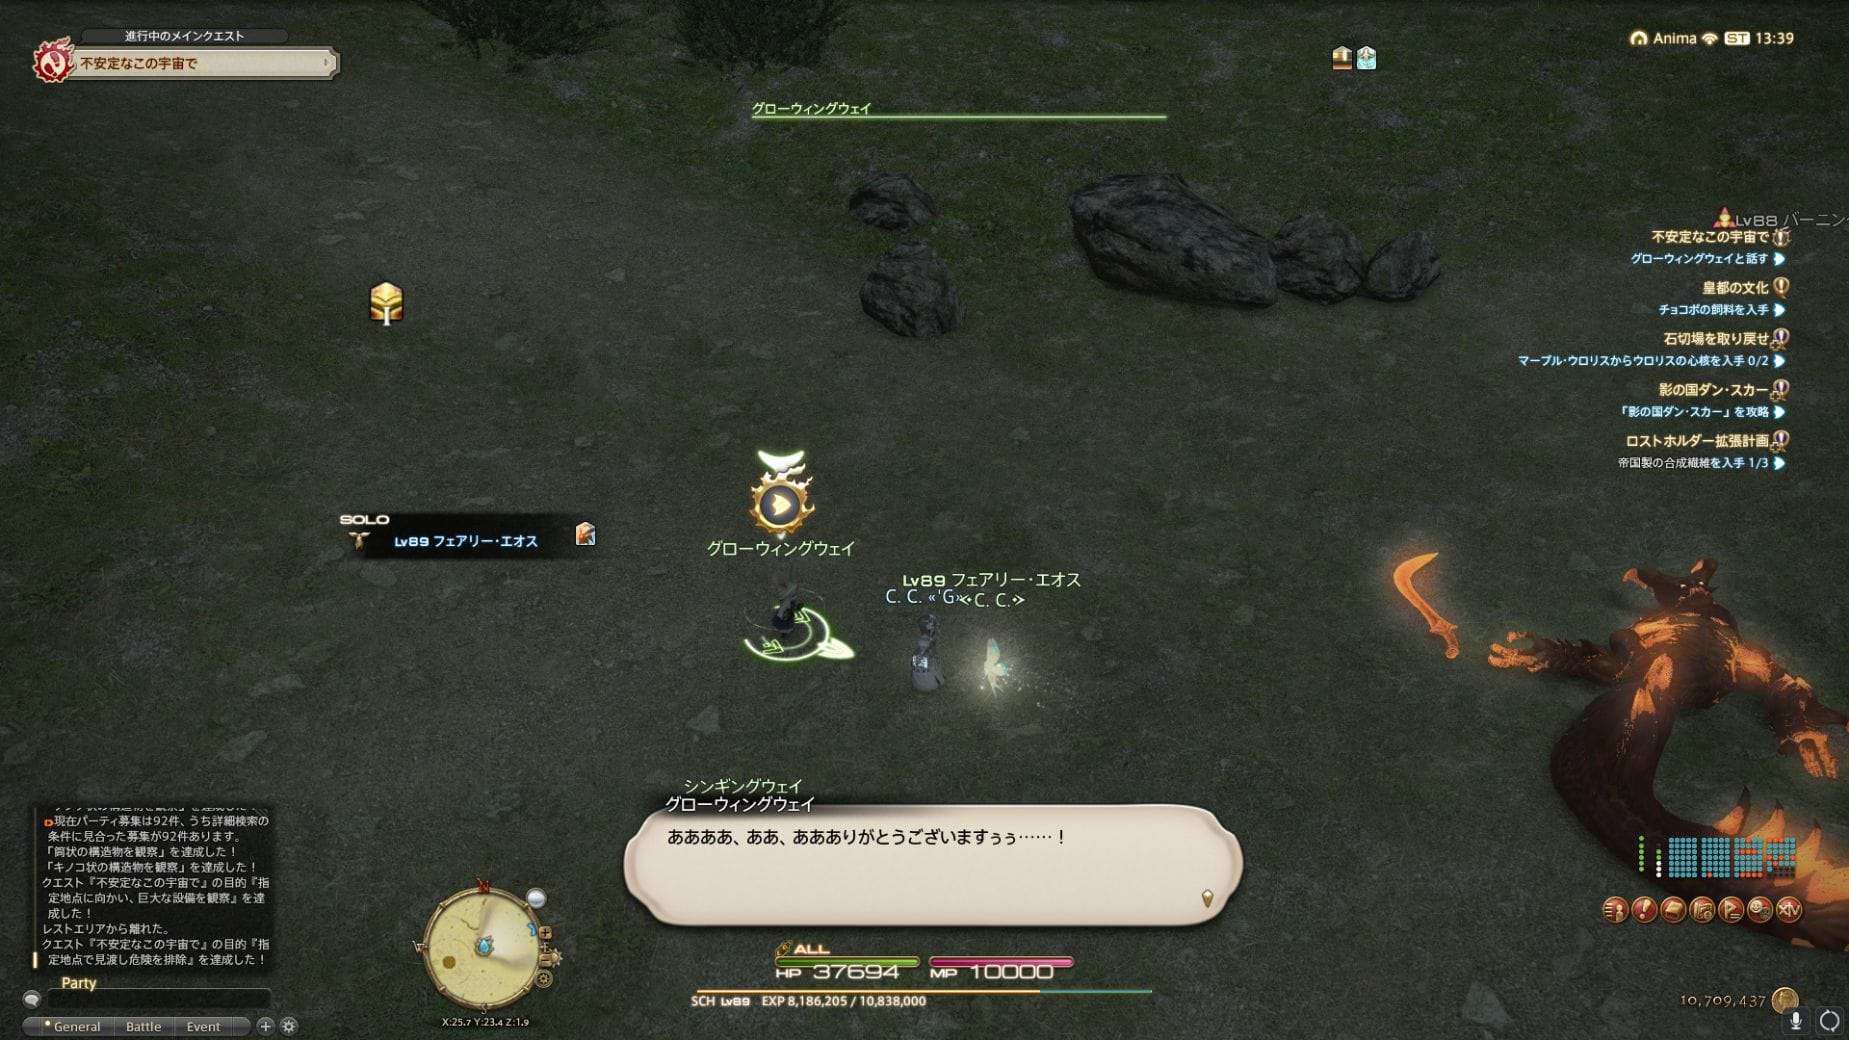 進行中のメインクエスト
不安定なこの宇宙で
Anima ST 13:39
グローウィングウェイ
Lv88 バーニング
不安定なこの宇宙で
グローウィングウェイと話す
皇都の文化
チョコボの飼料を入手
石切場を取り戻せ
マーブル・ウロリスからウロリスの心核を入手 0/2
影の国ダン・スカー
「影の国ダン・スカー」を攻略
ロストホルダー拡張計画
帝国製の合成繊維を入手 1/3
SOLO
Lv89 フェアリー・エオス
グローウィングウェイ
Lv89 フェアリー・エオス
C. C. «'G»
C. C.
シンギングウェイ
グローウィングウェイ
ああああ、ああ、あああありがとうございますぅぅ……！
現在パーティ募集は92件、うち詳細検索の
条件に見合った募集が92件あります。
「筒状の構造物を観察」を達成した！
「キノコ状の構造物を観察」を達成した！
クエスト『不安定なこの宇宙で』の目的『指
定地点に向かい、巨大な設備を観察』を達
成した！
レストエリアから離れた。
クエスト『不安定なこの宇宙で』の目的『指
定地点で見渡し危険を排除』を達成した！
Party
General Battle Event
X:25.7 Y:23.4 Z:1.9
ALL
HP 37694 MP 10000
SCH Lv89 EXP 8,186,205 / 10,838,000
10,709,437